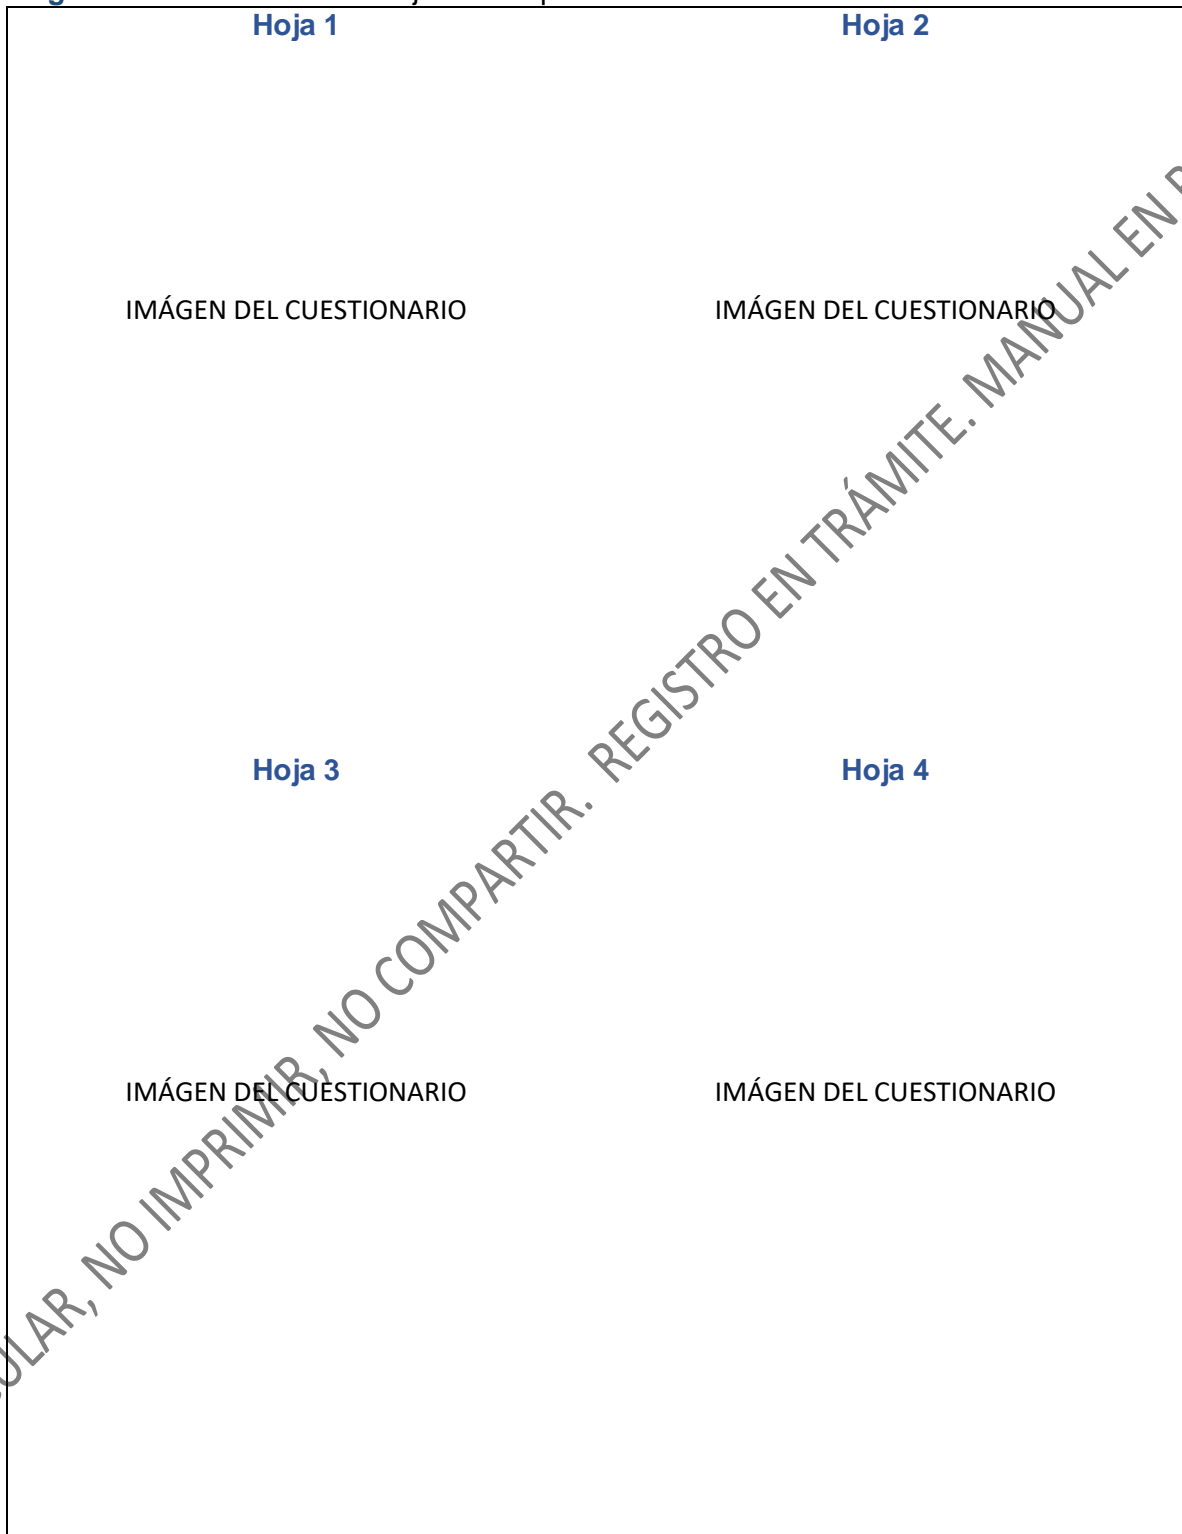 Hoja 1 Hoja 2
IMÁGEN DEL CUESTIONARIO IMÁGEN DEL CUESTIONARIO
Hoja 3 Hoja 4
IMÁGEN DEL CUESTIONARIO IMÁGEN DEL CUESTIONARIO
NO IMPRIMIR, NO COMPARTIR. REGISTRO EN TRÁMITE. MANUAL EN